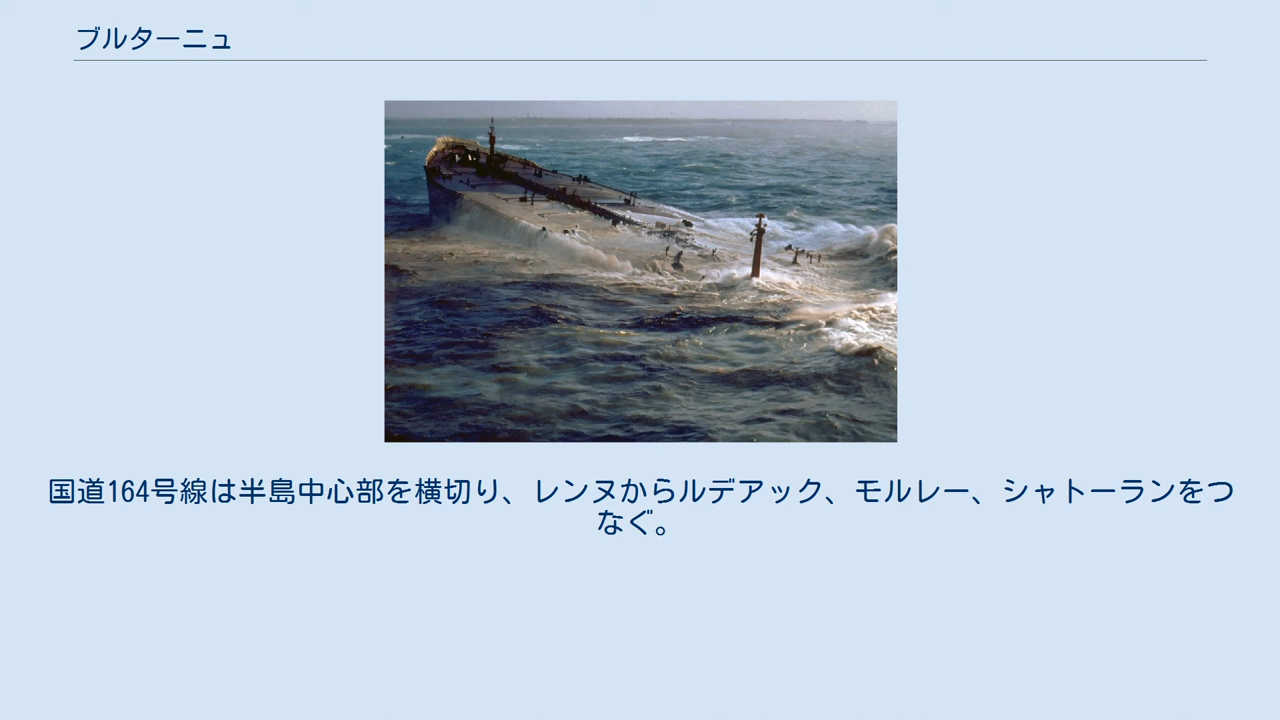 ブルターニュ
国道164号線は半島中心部を横切り、レンヌからルデアック、モルレー、シャトーランをつ
なぐ。